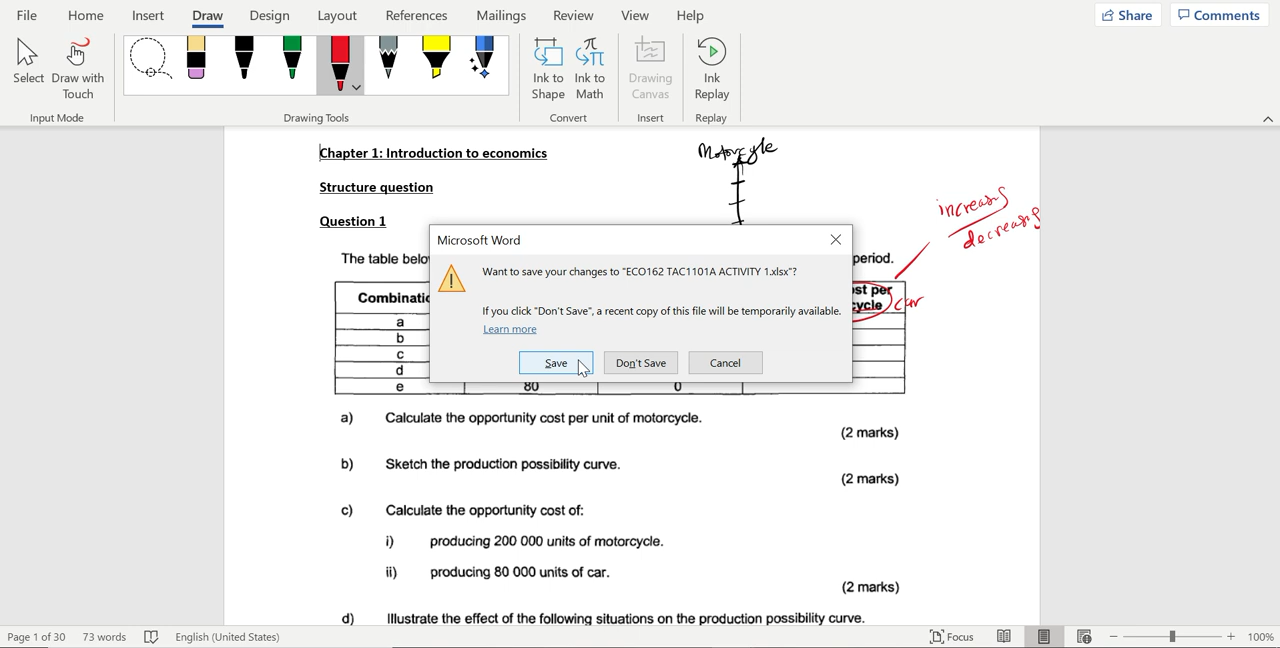 File Home Insert Draw Design Layout References Mailings Review View Help Share Comments
Select
Draw with Touch
Ink to Shape
Ink to Math
Drawing Canvas
Ink Replay
Input Mode Drawing Tools Convert Insert Replay
Motorcyle
Chapter 1: Introduction to economics
Structure question
Question 1
increasing
decreasing
The table belo
period.
Combinatio
ost per
cycle
car
a
b
c
d
e 80 0
Microsoft Word
Want to save your changes to "ECO162 TAC1101A ACTIVITY 1.xlsx"?
If you click "Don't Save", a recent copy of this file will be temporarily available.
Learn more
Save Don't Save Cancel
a) Calculate the opportunity cost per unit of motorcycle.
(2 marks)
b) Sketch the production possibility curve.
(2 marks)
c) Calculate the opportunity cost of:
i) producing 200 000 units of motorcycle.
ii) producing 80 000 units of car.
(2 marks)
d) Illustrate the effect of the following situations on the production possibility curve.
Page 1 of 30 73 words English (United States) Focus 100%